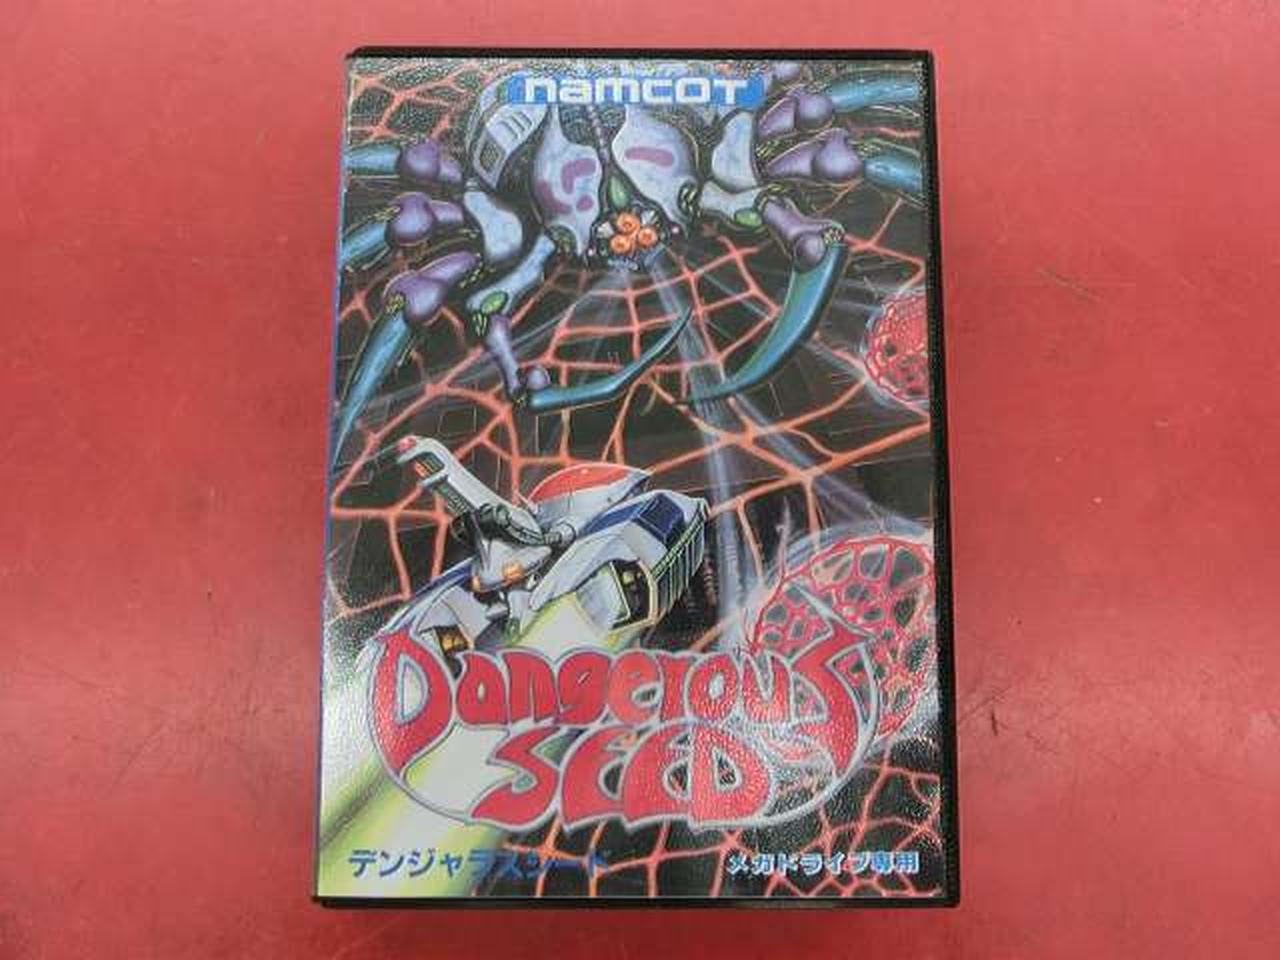 namcoT
Dangerous
SEED
デンジャラスシード
メガドライブ専用